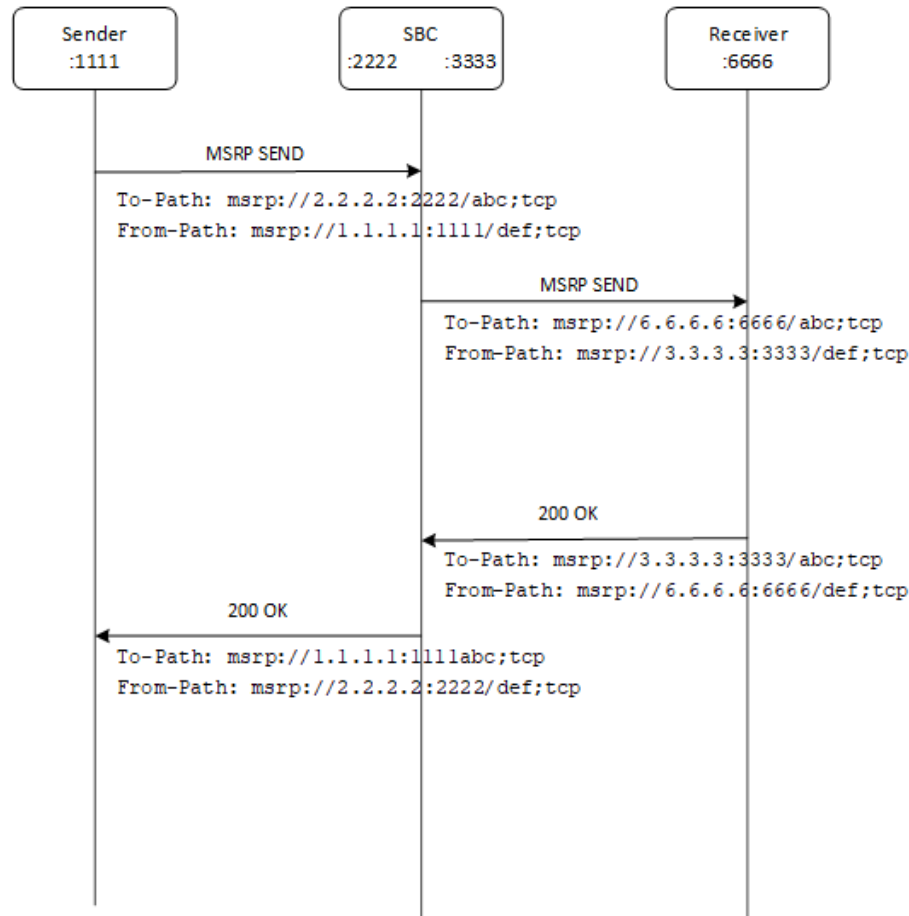 Sender
:1111
SBC
:2222 :3333
Receiver
:6666
MSRP SEND
To-Path: msrp://2.2.2.2:2222/abc;tcp
From-Path: msrp://1.1.1.1:1111/def;tcp
MSRP SEND
To-Path: msrp://6.6.6.6:6666/abc;tcp
From-Path: msrp://3.3.3.3:3333/def;tcp
200 OK
To-Path: msrp://3.3.3.3:3333/abc;tcp
From-Path: msrp://6.6.6.6:6666/def;tcp
200 OK
To-Path: msrp://1.1.1.1:1111abc;tcp
From-Path: msrp://2.2.2.2:2222/def;tcp